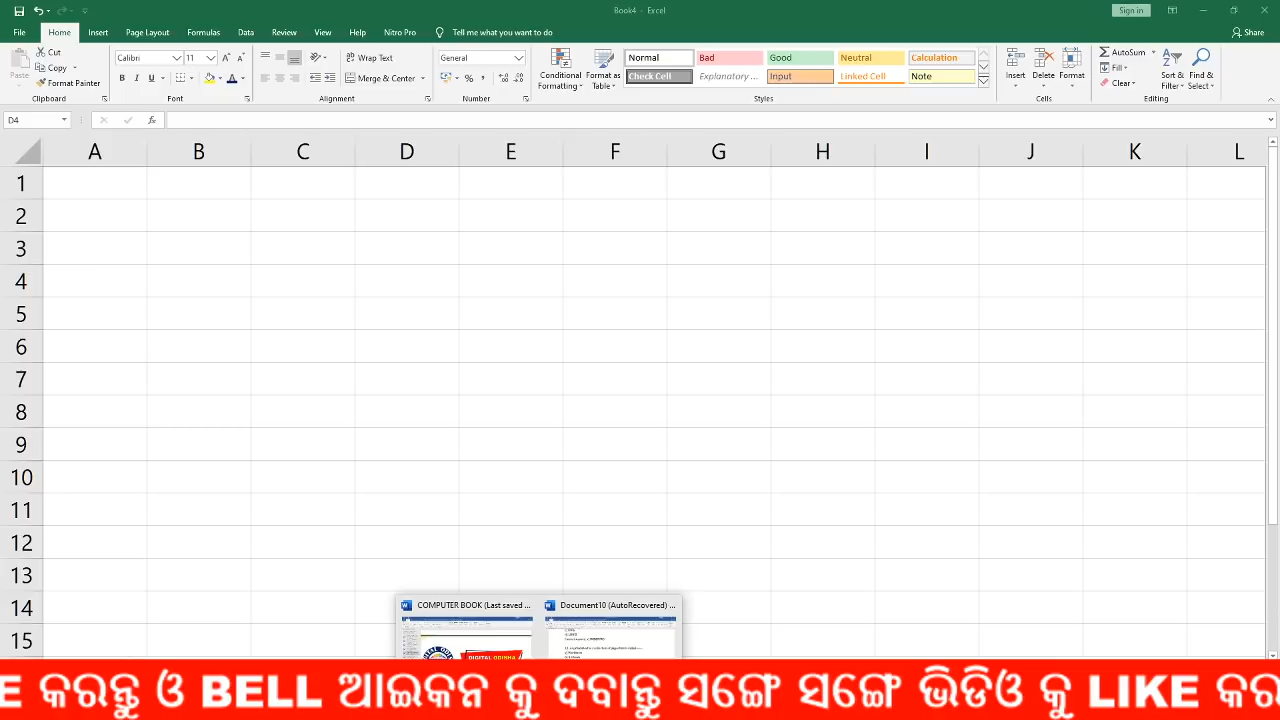 Book4 - Excel
Sign in
File Home Insert Page Layout Formulas Data Review View Help Nitro Pro Tell me what you want to do Share
Paste Cut Copy Format Painter Clipboard
Calibri 11 B I U A Font
Wrap Text Merge & Center Alignment
General % Number
Conditional Formatting Format as Table
Normal Bad Good Neutral Calculation
Check Cell Explanatory ... Input Linked Cell Note
Styles
Insert Delete Format Cells
AutoSum Fill Clear Sort & Filter Find & Select Editing
D4 fx
A B C D E F G H I J K L
1
2
3
4
5
6
7
8
9
10
11
12
13
14
15
COMPUTER BOOK (Last saved ... Document10 (AutoRecovered) ...
DIGITAL ODISHA
E କରନ୍ତୁ ଓ BELL ଆଇକନ କୁ ଦବାନ୍ତୁ ସଙ୍ଗେ ସଙ୍ଗେ ଭିଡିଓ କୁ LIKE କର